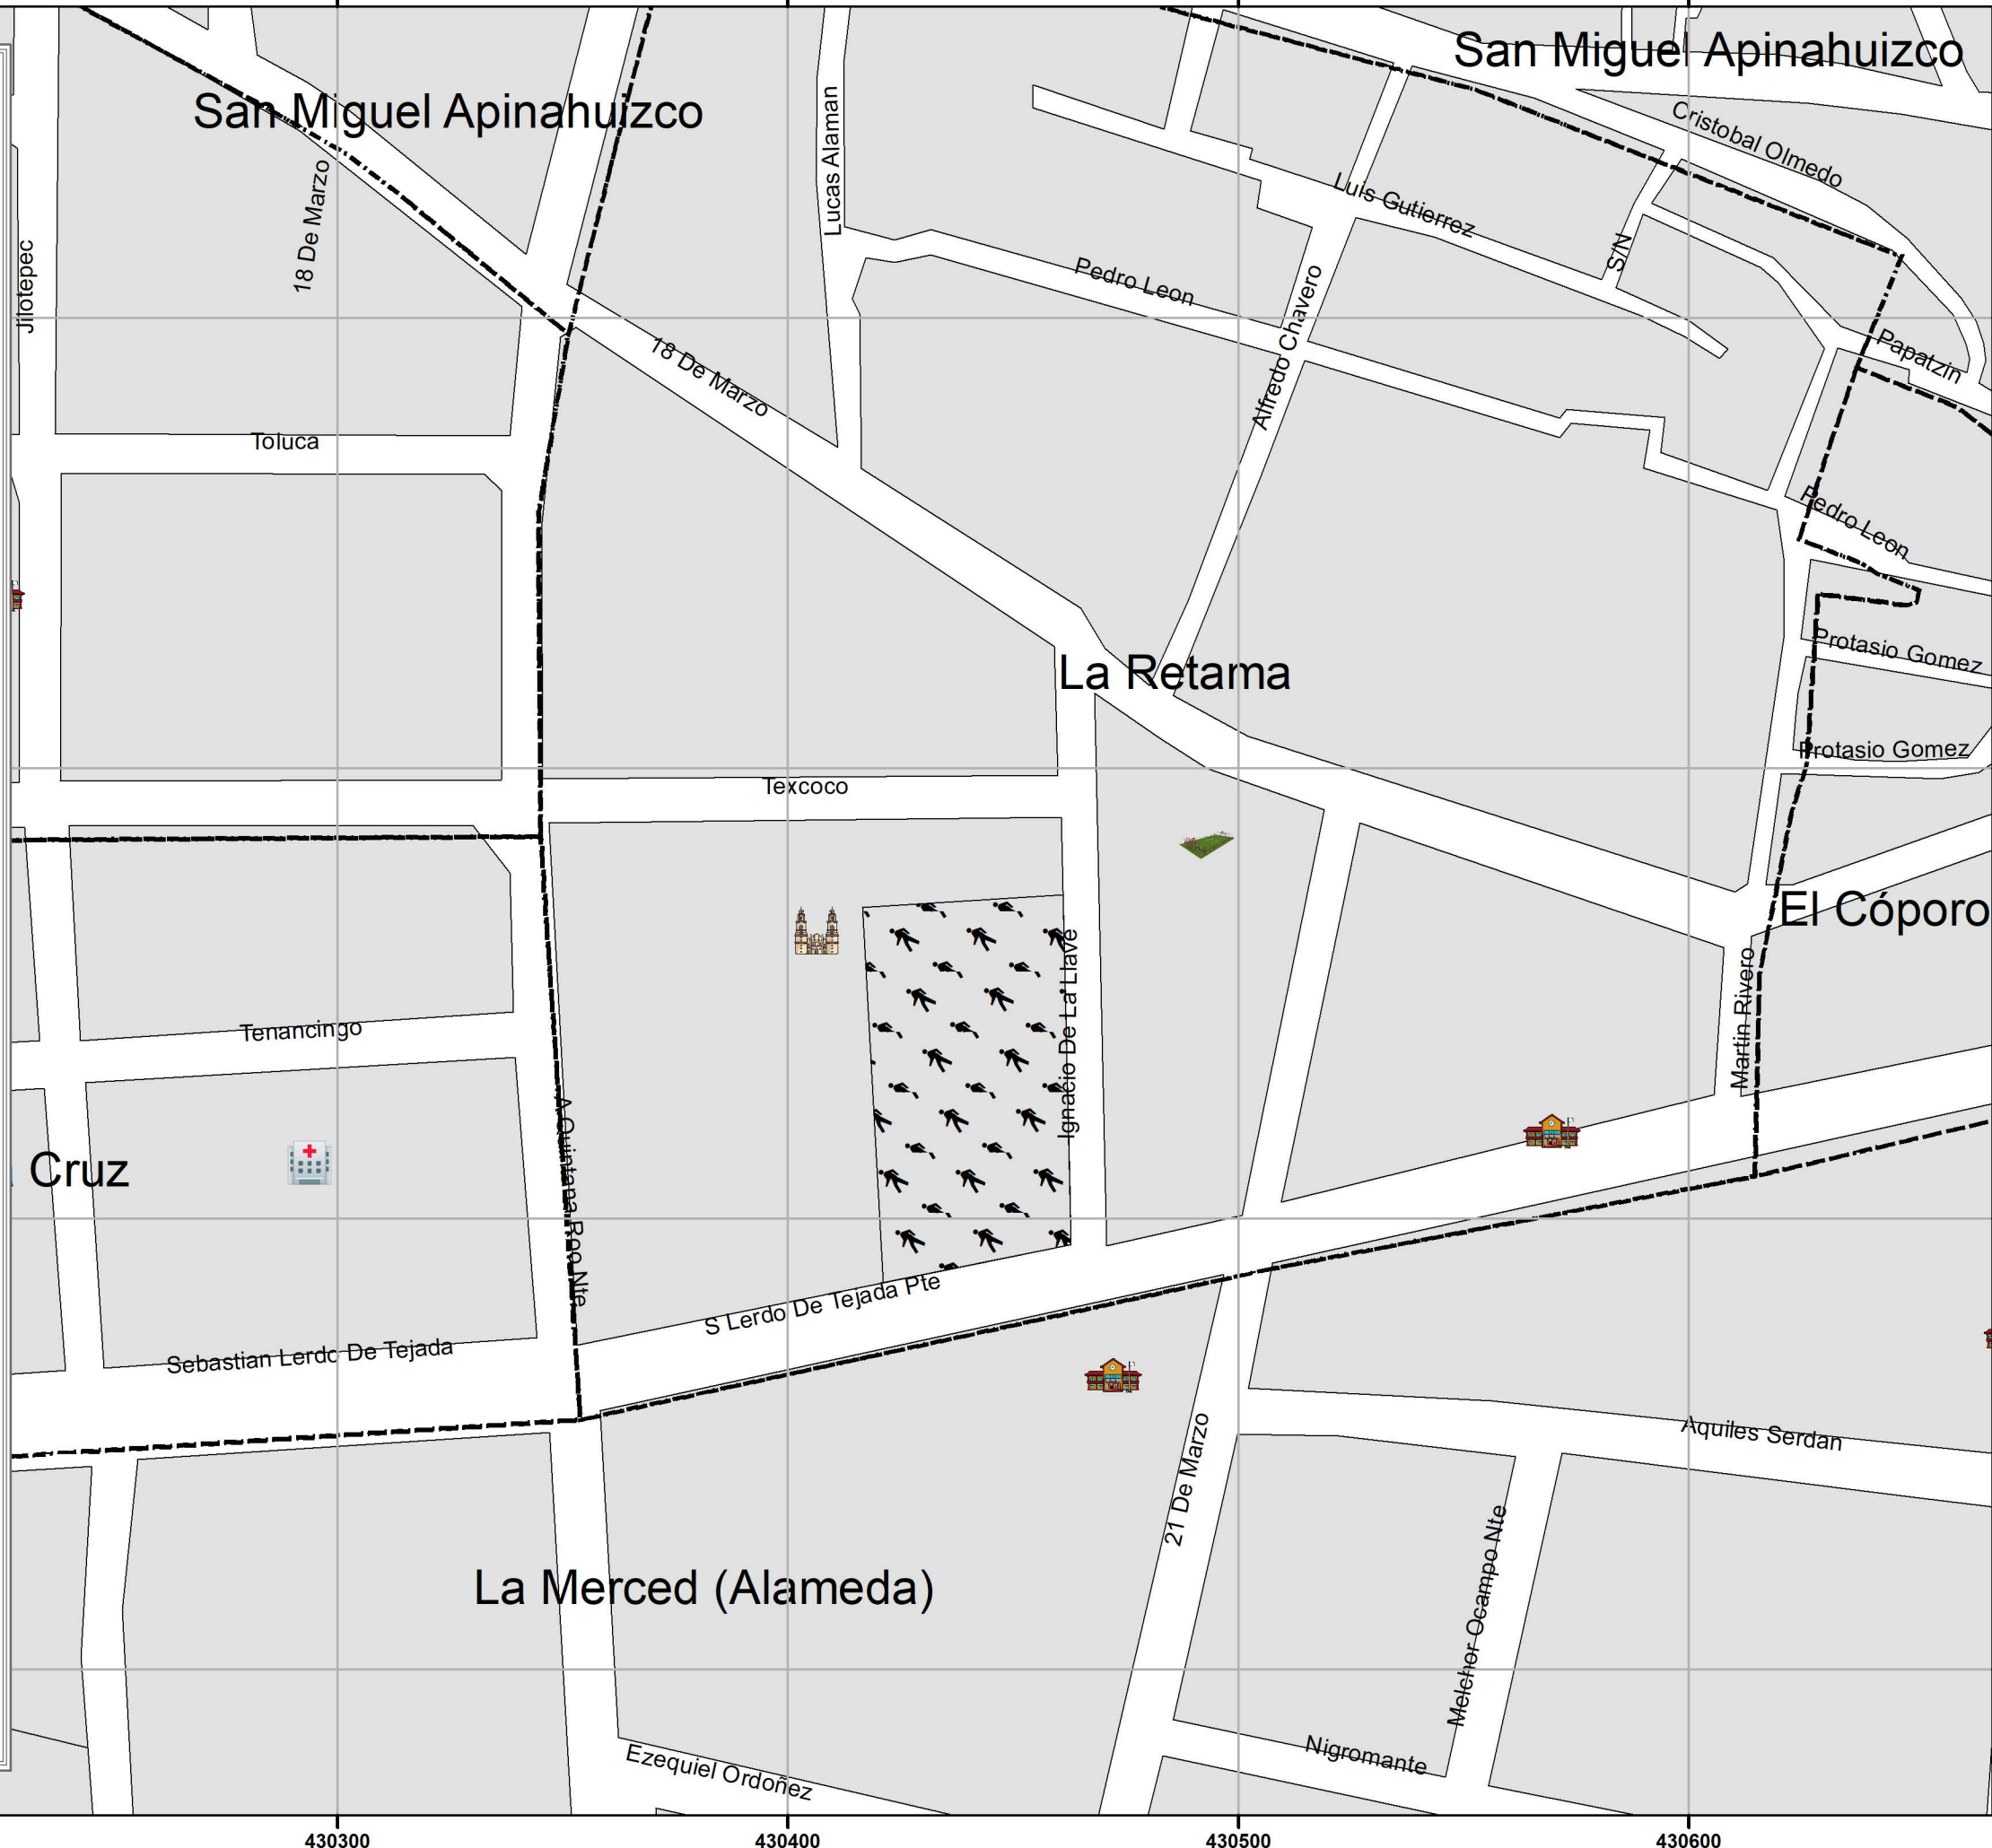 San Miguel Apinahuizco
San Miguel Apinahuizco
Lucas Alaman
Cristobal Olmedo
18 De Marzo
Luis Gutierrez
S/N
Jilotepec
Pedro Leon
Alfredo Chavero
Papatzin
18 De Marzo
Toluca
Pedro Leon
Protasio Gomez
La Retama
Protasio Gomez
Texcoco
El Cóporo
Ignacio De La Llave
Martin Rivero
Tenancingo
A Quintana Roo Nte
Cruz
S Lerdo De Tejada Pte
Sebastian Lerdo De Tejada
21 De Marzo
Aquiles Serdan
Melchor Ocampo Nte
La Merced (Alameda)
Nigromante
Ezequiel Ordoñez
430300 430400 430500 430600